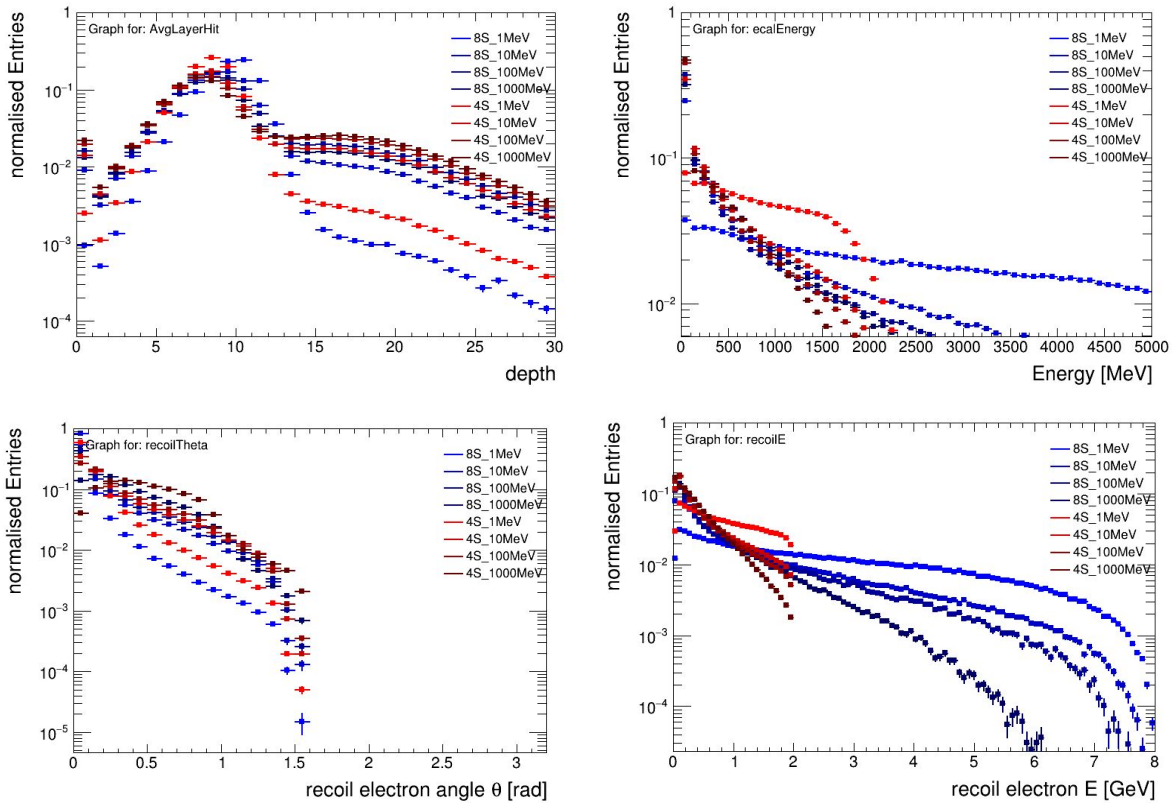 Graph for: AvgLayerHit
normalised Entries
1
10⁻¹
10⁻²
10⁻³
10⁻⁴
8S_1MeV
8S_10MeV
8S_100MeV
8S_1000MeV
4S_1MeV
4S_10MeV
4S_100MeV
4S_1000MeV
0 5 10 15 20 25 30
depth
Graph for: ecalEnergy
normalised Entries
1
10⁻¹
10⁻²
8S_1MeV
8S_10MeV
8S_100MeV
8S_1000MeV
4S_1MeV
4S_10MeV
4S_100MeV
4S_1000MeV
0 500 1000 1500 2000 2500 3000 3500 4000 4500 5000
Energy [MeV]
Graph for: recoilTheta
normalised Entries
1
10⁻¹
10⁻²
10⁻³
10⁻⁴
10⁻⁵
8S_1MeV
8S_10MeV
8S_100MeV
8S_1000MeV
4S_1MeV
4S_10MeV
4S_100MeV
4S_1000MeV
0 0.5 1 1.5 2 2.5 3
recoil electron angle θ [rad]
Graph for: recoilE
normalised Entries
1
10⁻¹
10⁻²
10⁻³
10⁻⁴
8S_1MeV
8S_10MeV
8S_100MeV
8S_1000MeV
4S_1MeV
4S_10MeV
4S_100MeV
4S_1000MeV
0 1 2 3 4 5 6 7 8
recoil electron E [GeV]